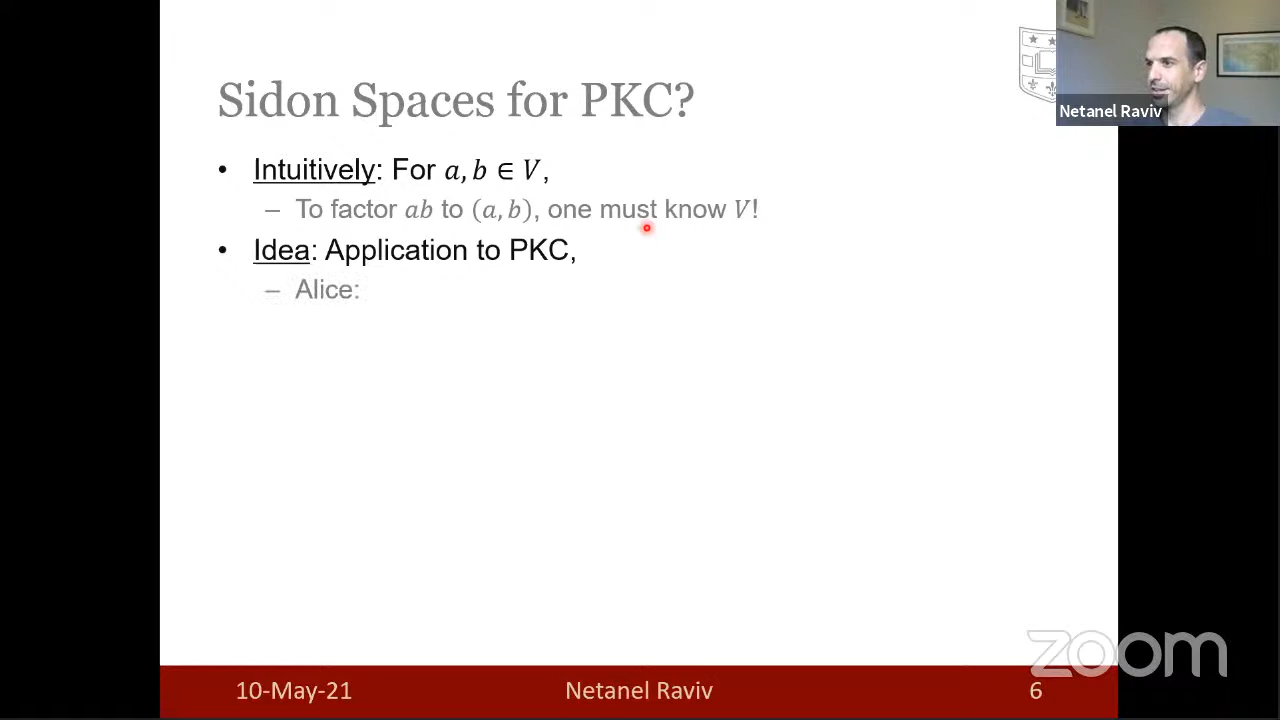 Sidon Spaces for PKC?
Netanel Raviv
• Intuitively: For a, b ∈ V,
– To factor ab to (a, b), one must know V!
• Idea: Application to PKC,
– Alice:
zoom
10-May-21 Netanel Raviv 6